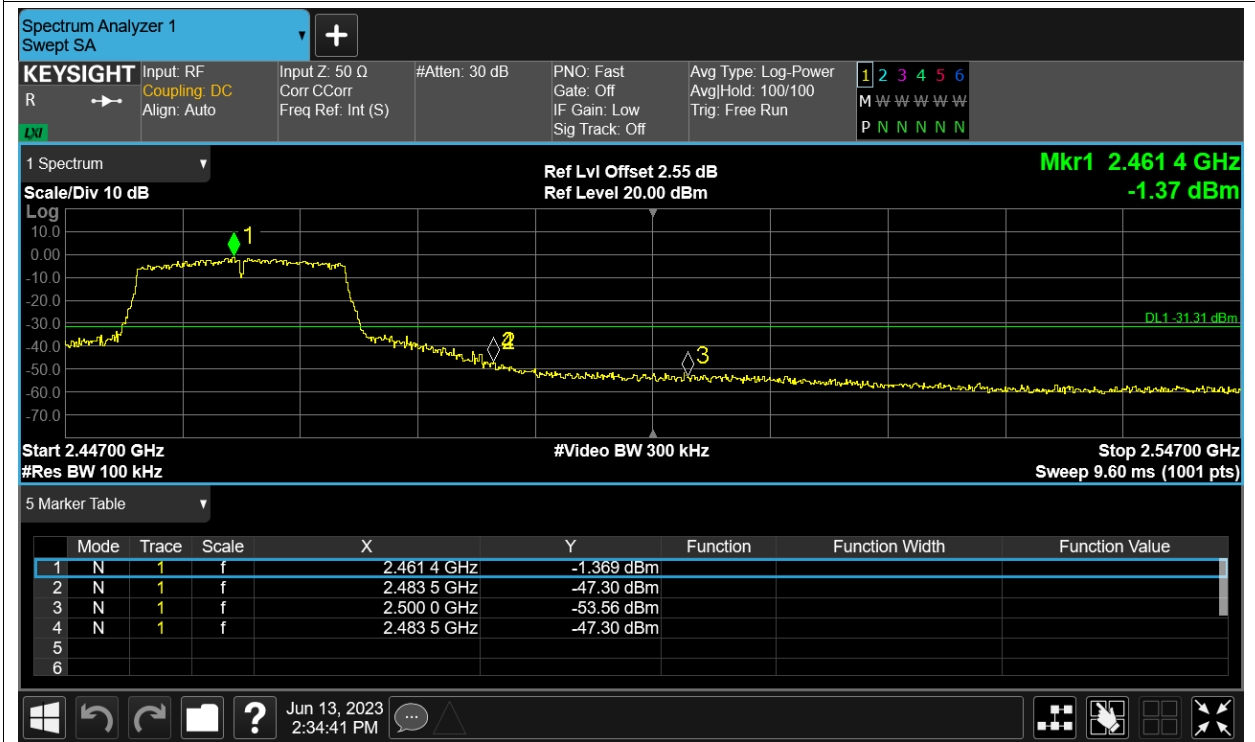 Spectrum Analyzer 1
Swept SA
KEYSIGHT
R
LXI
Input: RF
Coupling: DC
Align: Auto
Input Z: 50 Ω
Corr CCorr
Freq Ref: Int (S)
#Atten: 30 dB
PNO: Fast
Gate: Off
IF Gain: Low
Sig Track: Off
Avg Type: Log-Power
Avg|Hold: 100/100
Trig: Free Run
1 2 3 4 5 6
M W W W W W
P N N N N N
1 Spectrum
Scale/Div 10 dB
Ref Lvl Offset 2.55 dB
Ref Level 20.00 dBm
Mkr1 2.461 4 GHz
-1.37 dBm
Log
10.0
0.00
-10.0
-20.0
-30.0
-40.0
-50.0
-60.0
-70.0
1
2
3
DL1 -31.31 dBm
Start 2.44700 GHz
#Res BW 100 kHz
#Video BW 300 kHz
Stop 2.54700 GHz
Sweep 9.60 ms (1001 pts)
5 Marker Table
Mode Trace Scale X Y Function Function Width Function Value
1 N 1 f 2.461 4 GHz -1.369 dBm
2 N 1 f 2.483 5 GHz -47.30 dBm
3 N 1 f 2.500 0 GHz -53.56 dBm
4 N 1 f 2.483 5 GHz -47.30 dBm
5
6
?
Jun 13, 2023
2:34:41 PM